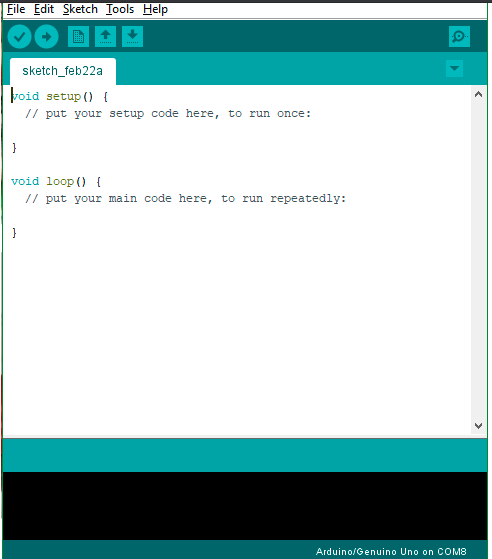 File Edit Sketch Tools Help
sketch_feb22a
void setup() {
  // put your setup code here, to run once:
}
void loop() {
  // put your main code here, to run repeatedly:
}
Arduino/Genuino Uno on COM8